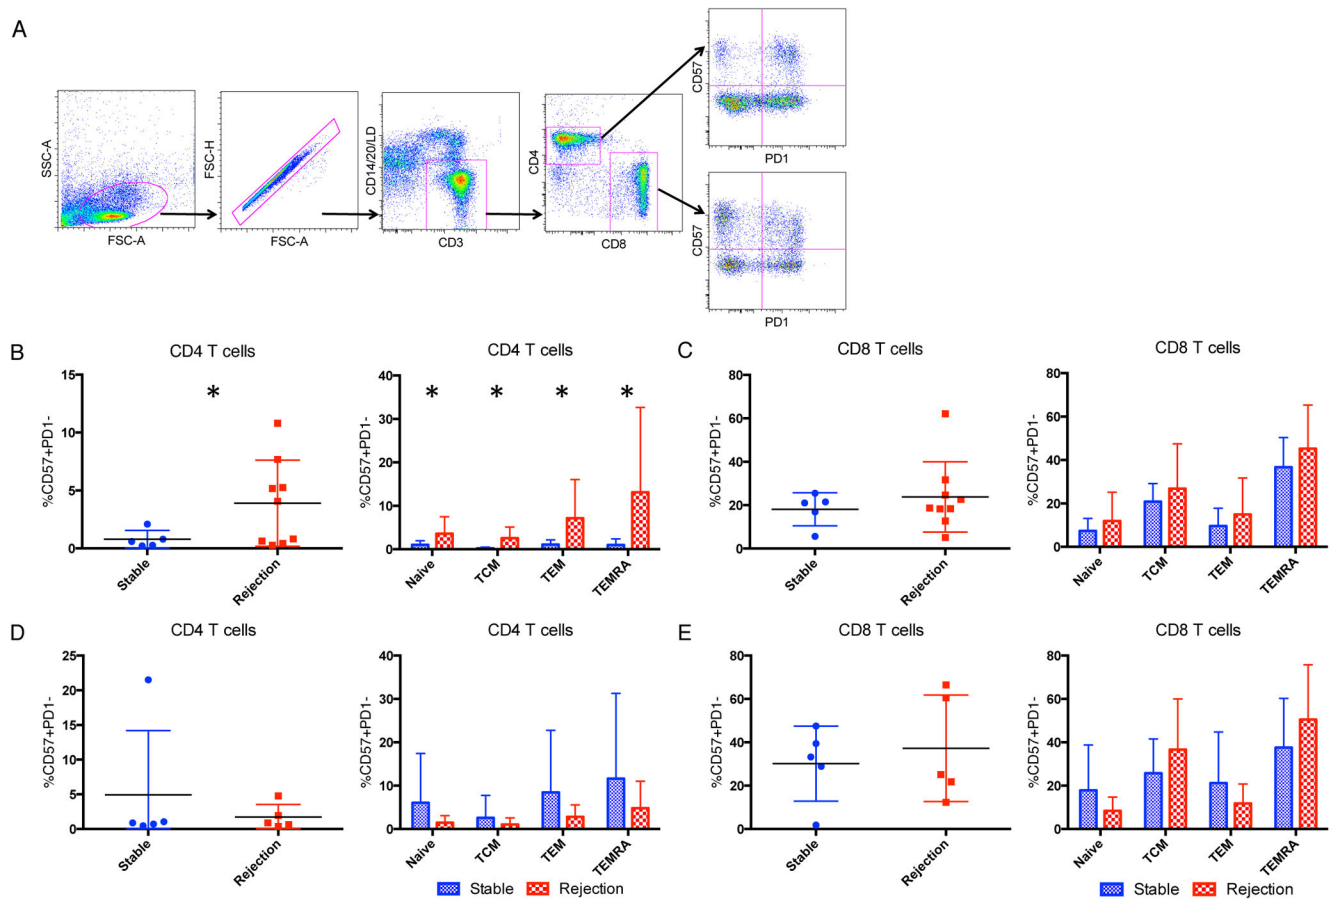 A
SSC-A
FSC-A
FSC-H
FSC-A
CD14/20/LD
CD3
CD4
CD8
CD57
PD1
CD57
PD1
B
CD4 T cells
%CD57+PD1-
15
10
5
0
*
Stable
Rejection
CD4 T cells
%CD57+PD1-
40
30
20
10
0
* * * *
Naive
TCM
TEM
TEMRA
C
CD8 T cells
%CD57+PD1-
80
60
40
20
0
Stable
Rejection
CD8 T cells
%CD57+PD1-
80
60
40
20
0
Naive
TCM
TEM
TEMRA
D
CD4 T cells
%CD57+PD1-
25
20
15
10
5
0
Stable
Rejection
CD4 T cells
%CD57+PD1-
40
30
20
10
0
Naive
TCM
TEM
TEMRA
Stable Rejection
E
CD8 T cells
%CD57+PD1-
80
60
40
20
0
Stable
Rejection
CD8 T cells
%CD57+PD1-
80
60
40
20
0
Naive
TCM
TEM
TEMRA
Stable Rejection